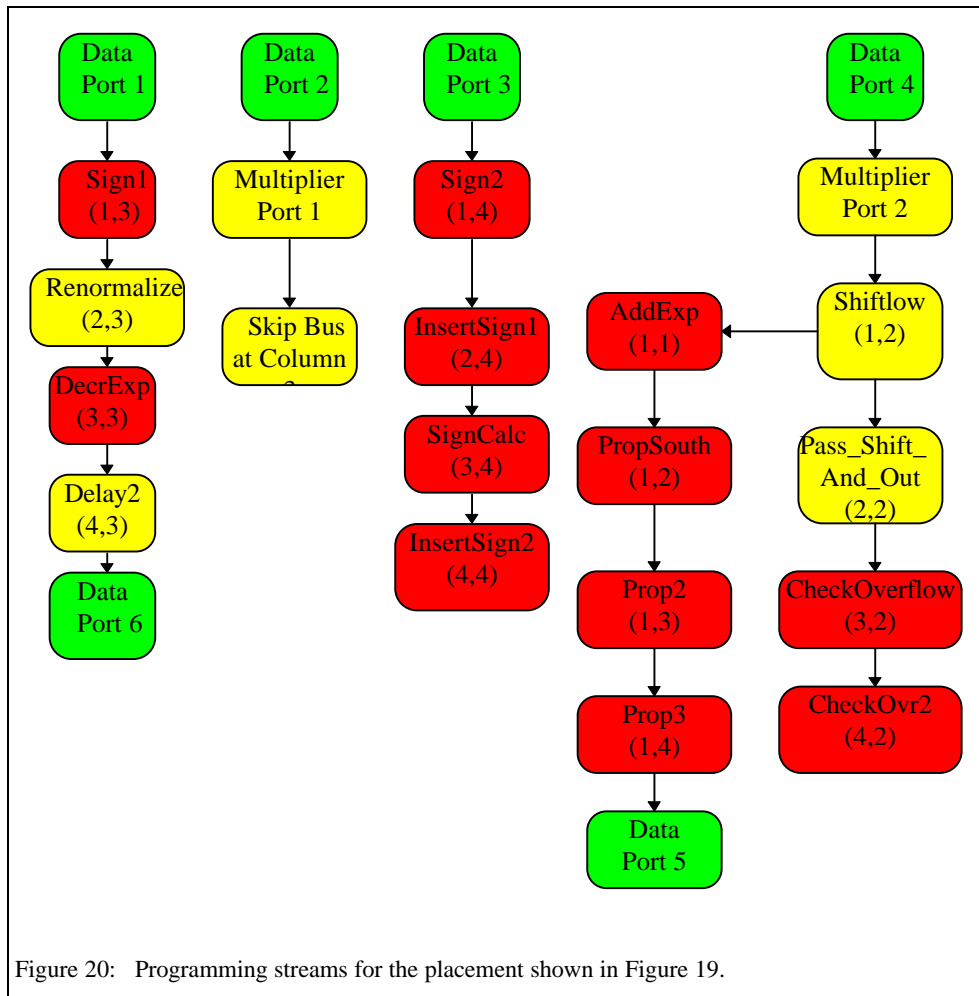 Data
Port 1
Sign1
(1,3)
Renormalize
(2,3)
DecrExp
(3,3)
Delay2
(4,3)
Data
Port 6
Data
Port 2
Multiplier
Port 1
Skip Bus
at Column
Data
Port 3
Sign2
(1,4)
InsertSign1
(2,4)
SignCalc
(3,4)
InsertSign2
(4,4)
Data
Port 4
Multiplier
Port 2
Shiftlow
(1,2)
AddExp
(1,1)
PropSouth
(1,2)
Prop2
(1,3)
Prop3
(1,4)
Data
Port 5
Pass_Shift_
And_Out
(2,2)
CheckOverflow
(3,2)
CheckOvr2
(4,2)
Figure 20: Programming streams for the placement shown in Figure 19.